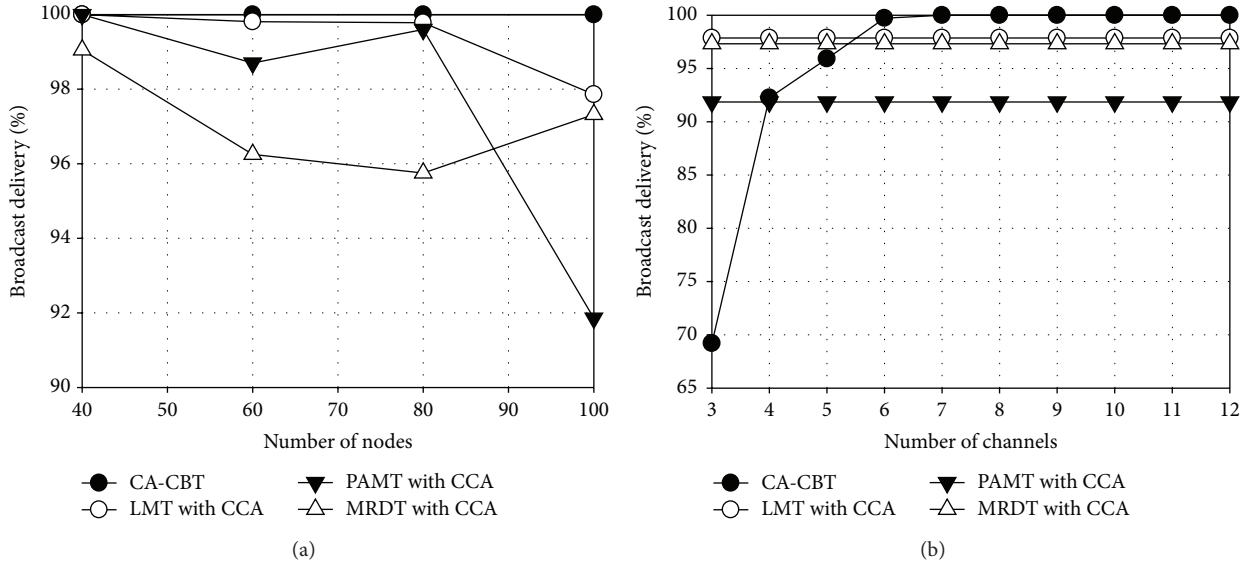 100
98
96
94
92
90
Broadcast delivery (%)
40 50 60 70 80 90 100
Number of nodes
CA-CBT
LMT with CCA
PAMT with CCA
MRDT with CCA
(a)
100
95
90
85
90
75
70
65
Broadcast delivery (%)
3 4 5 6 7 8 9 10 11 12
Number of channels
CA-CBT
LMT with CCA
PAMT with CCA
MRDT with CCA
(b)